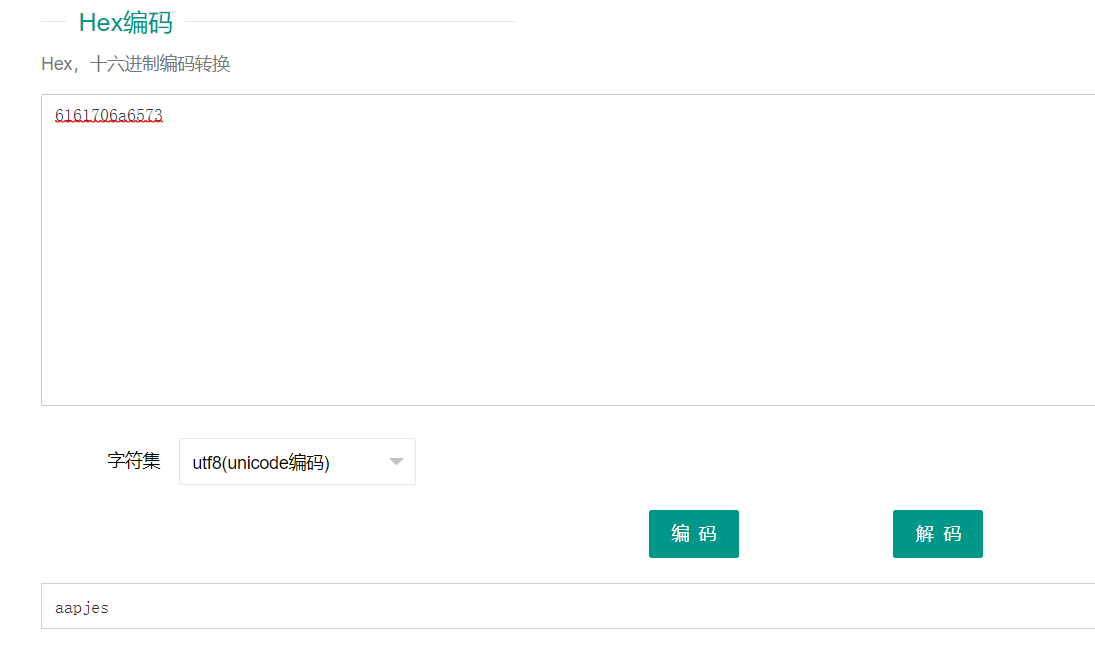 Hex编码
Hex，十六进制编码转换
6161706a6573
字符集
utf8(unicode编码)
编 码
解 码
aapjes